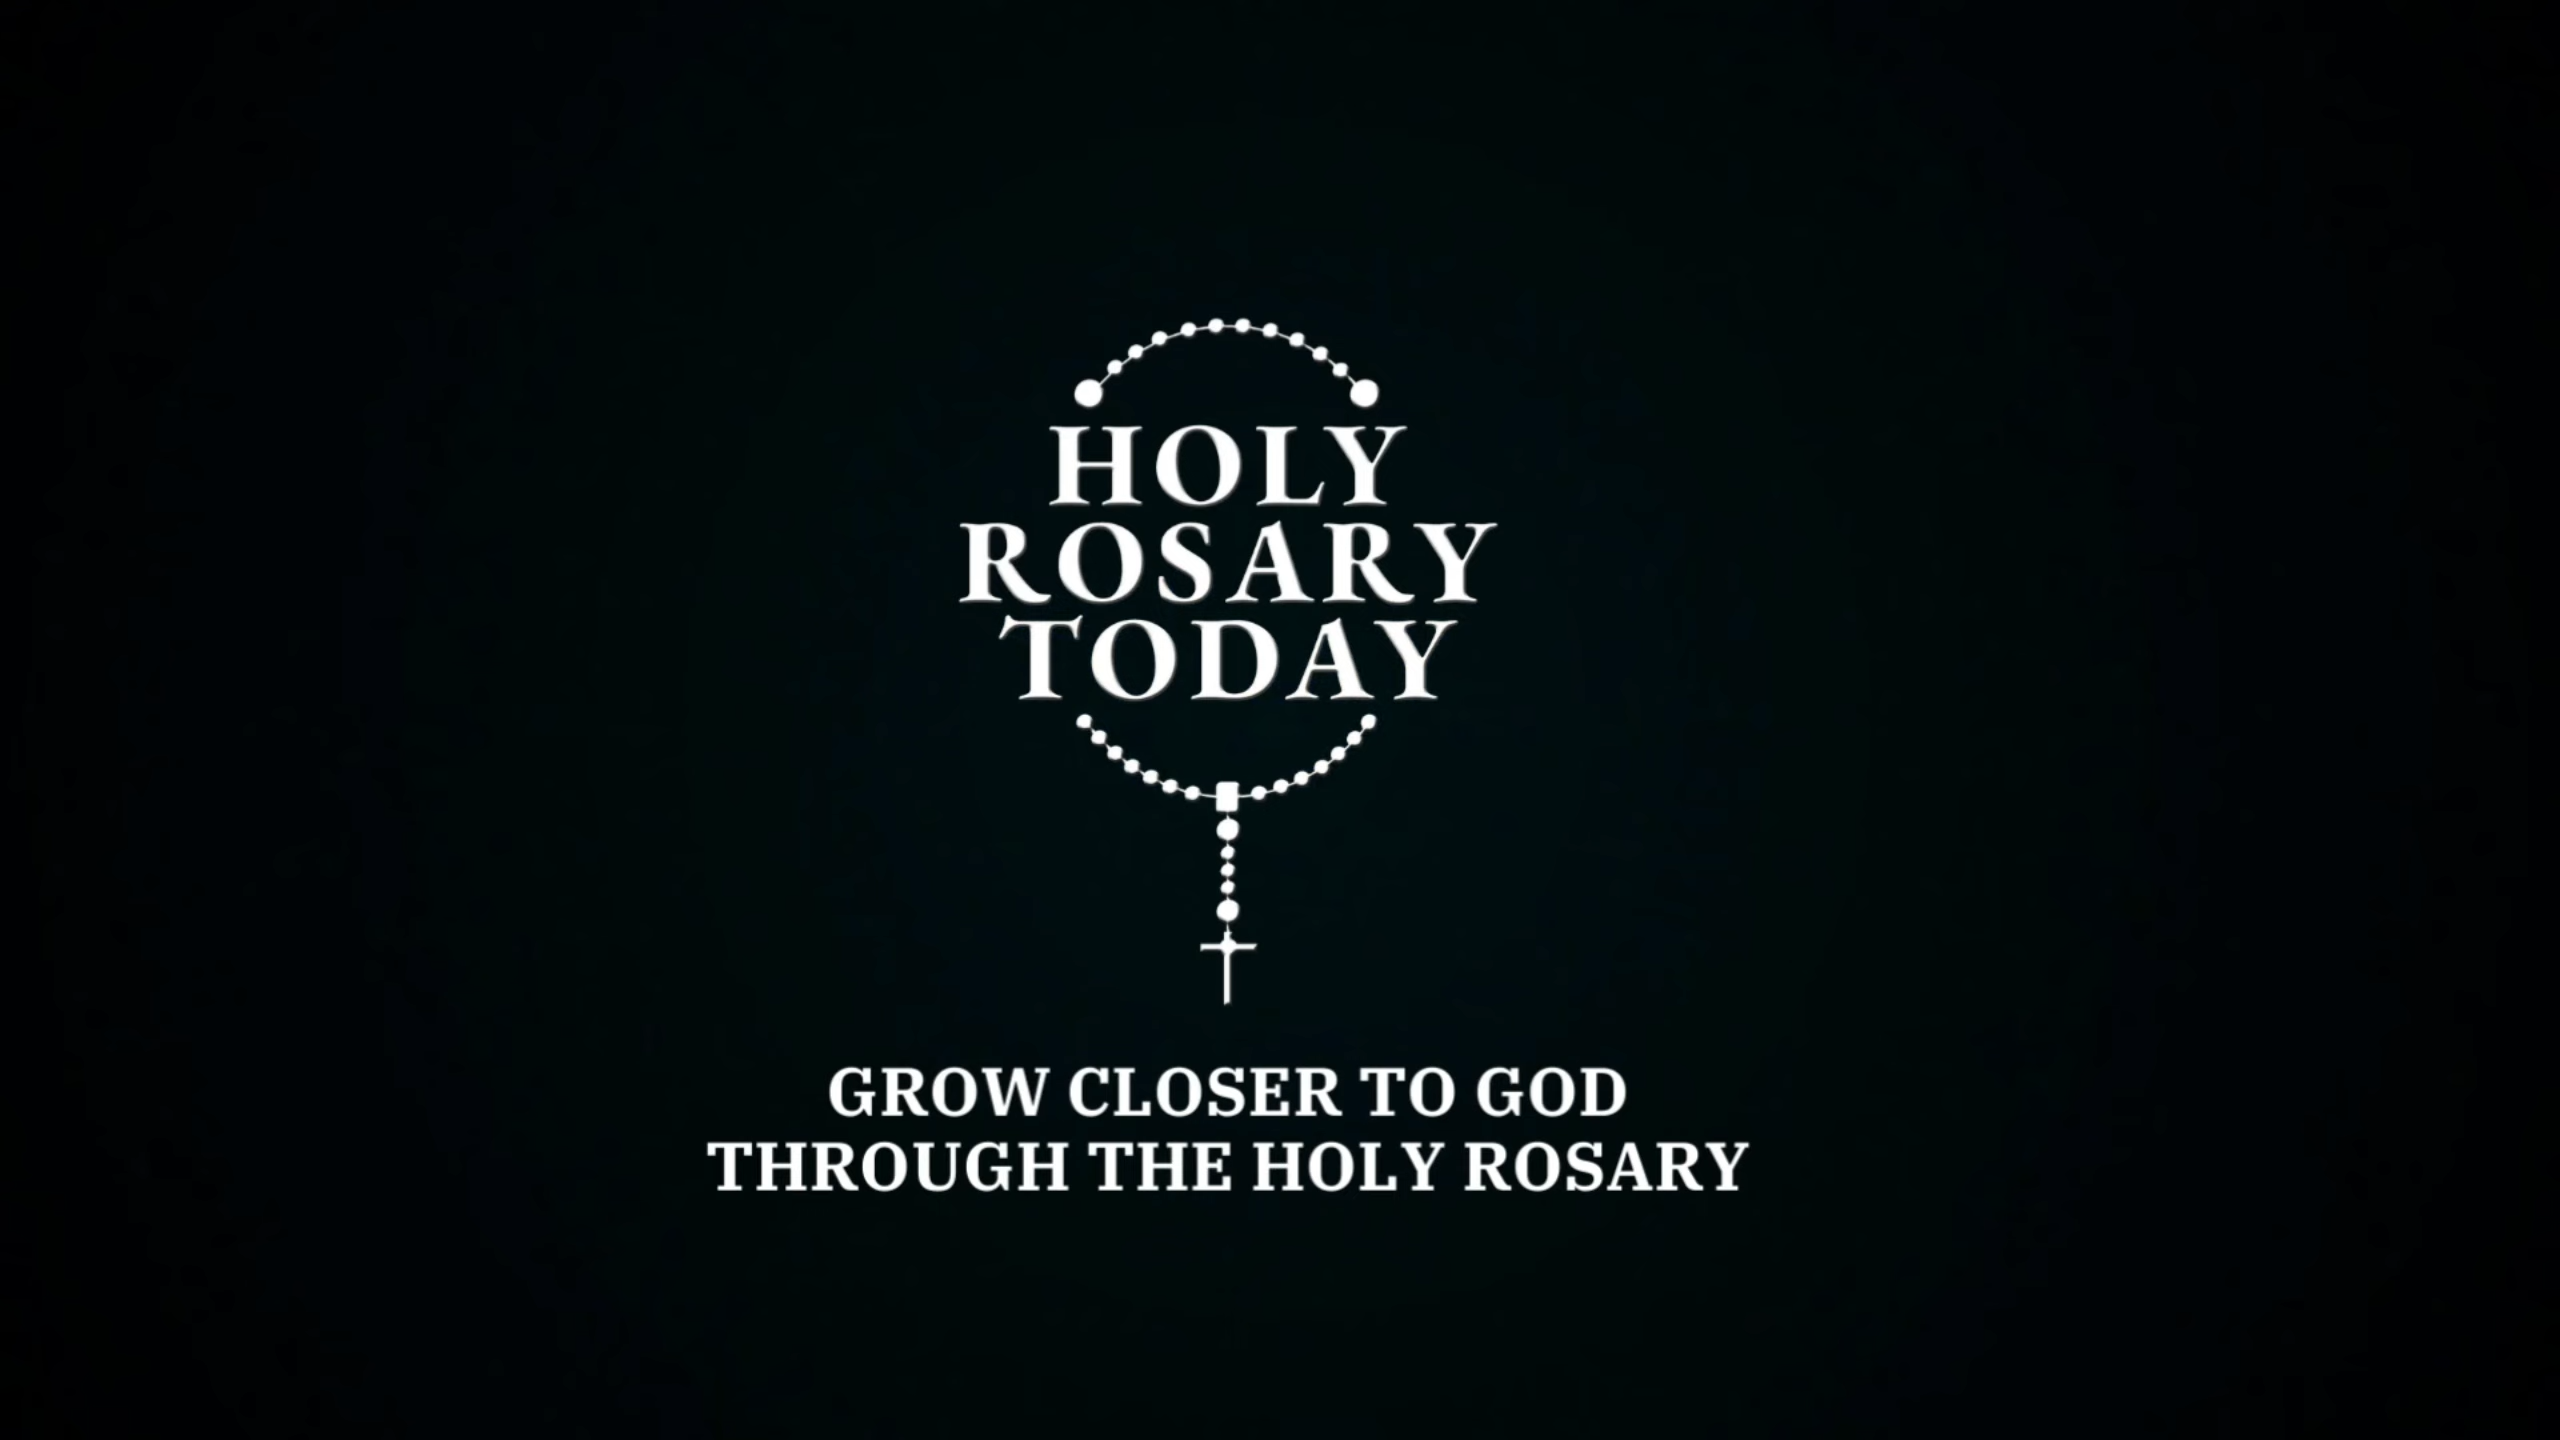 HOLY
ROSARY
TODAY
GROW CLOSER TO GOD
THROUGH THE HOLY ROSARY